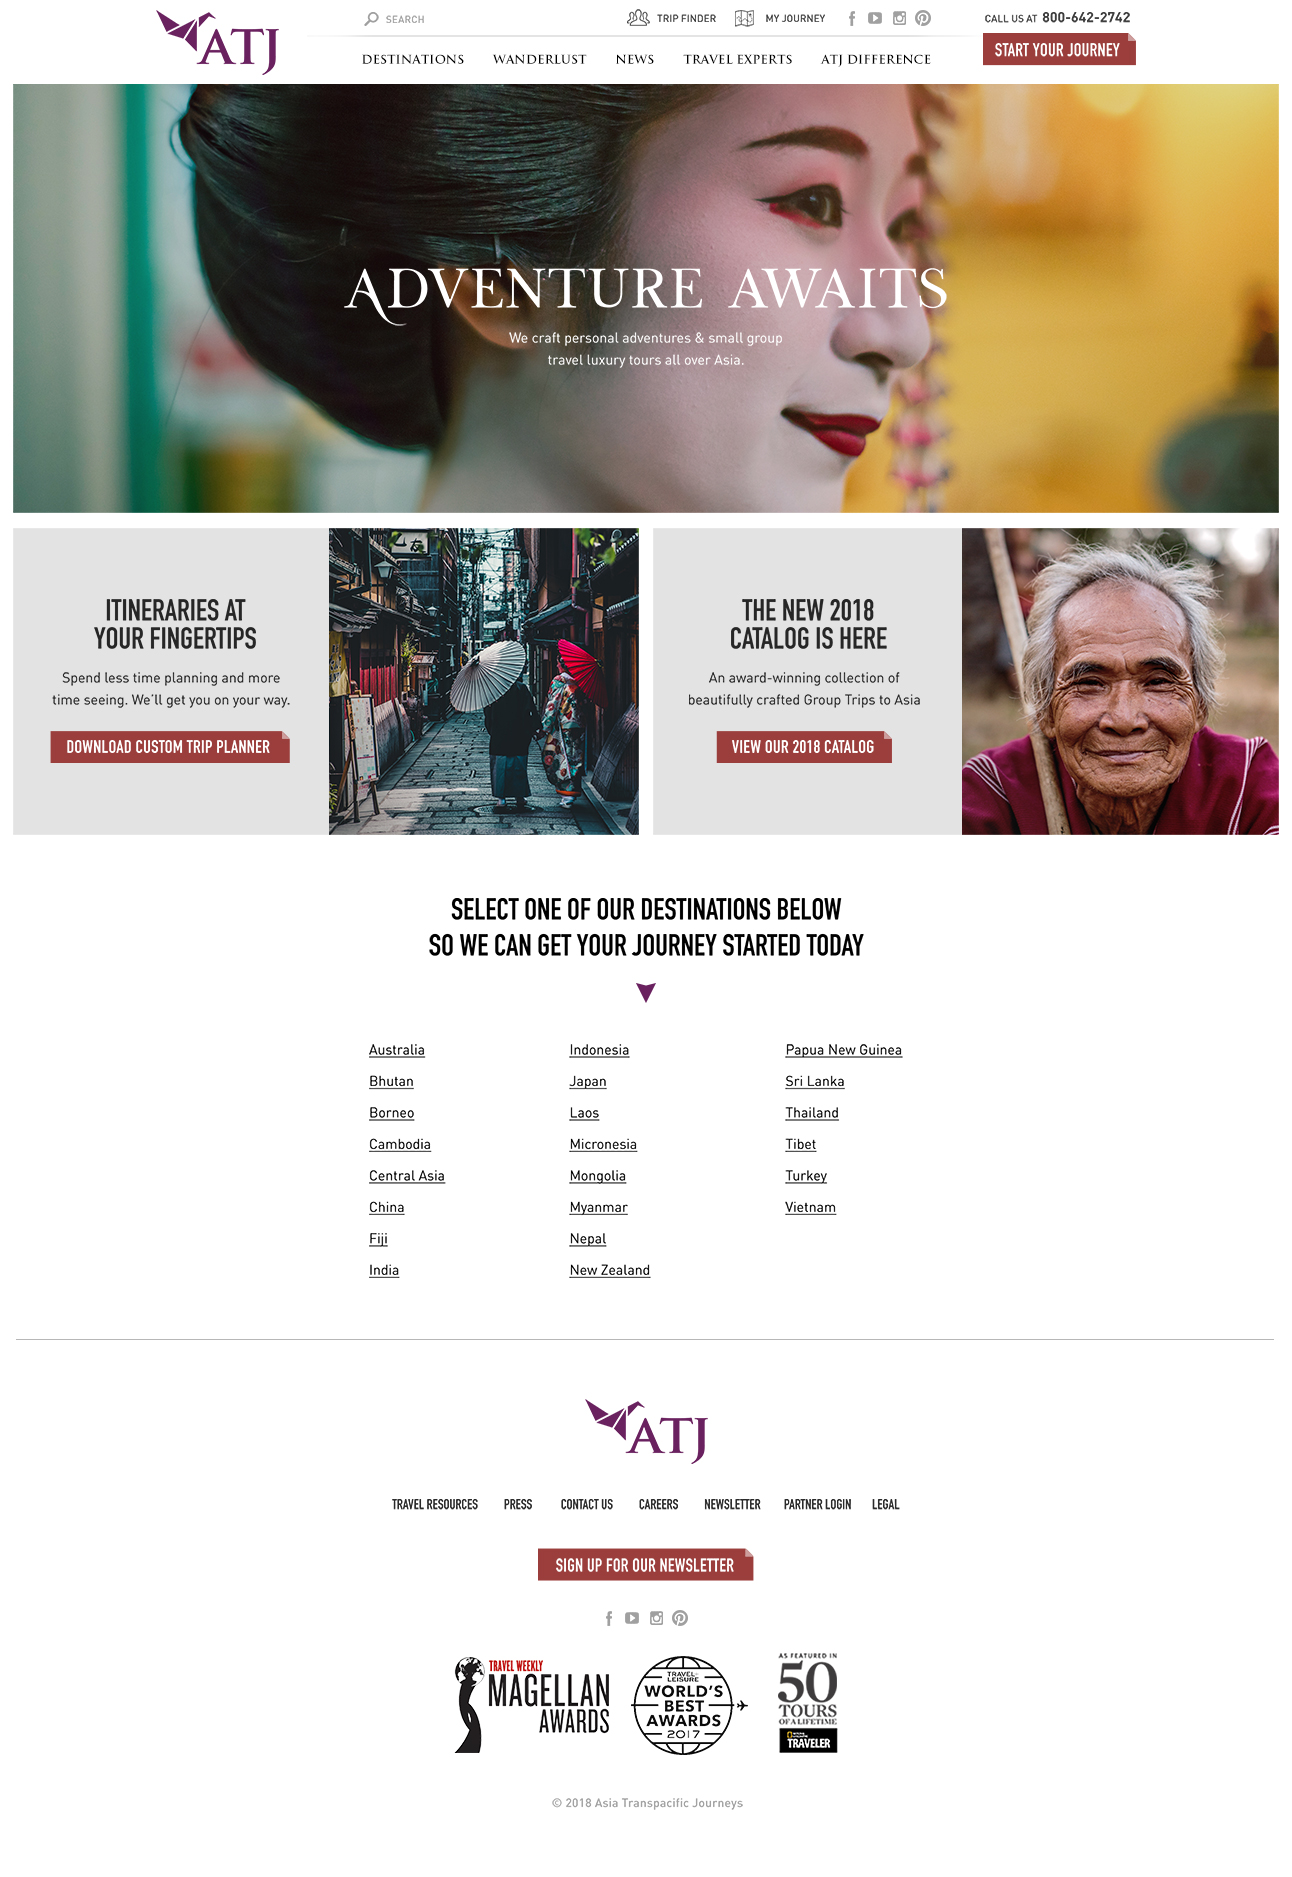 ATJ
SEARCH
TRIP FINDER
MY JOURNEY
CALL US AT 800-642-2742
START YOUR JOURNEY
DESTINATIONS
WANDERLUST
NEWS
TRAVEL EXPERTS
ATJ DIFFERENCE
ADVENTURE AWAITS
We craft personal adventures & small group
travel luxury tours all over Asia.
ITINERARIES AT
YOUR FINGERTIPS
Spend less time planning and more
time seeing. We'll get you on your way.
DOWNLOAD CUSTOM TRIP PLANNER
THE NEW 2018
CATALOG IS HERE
An award-winning collection of
beautifully crafted Group Trips to Asia
VIEW OUR 2018 CATALOG
SELECT ONE OF OUR DESTINATIONS BELOW
SO WE CAN GET YOUR JOURNEY STARTED TODAY
Australia
Bhutan
Borneo
Cambodia
Central Asia
China
Fiji
India
Indonesia
Japan
Laos
Micronesia
Mongolia
Myanmar
Nepal
New Zealand
Papua New Guinea
Sri Lanka
Thailand
Tibet
Turkey
Vietnam
ATJ
TRAVEL RESOURCES
PRESS
CONTACT US
CAREERS
NEWSLETTER
PARTNER LOGIN
LEGAL
SIGN UP FOR OUR NEWSLETTER
TRAVEL WEEKLY
MAGELLAN
AWARDS
TRAVEL+
LEISURE
WORLD'S
BEST
AWARDS
2017
AS FEATURED IN
50
TOURS
OF A LIFETIME
TRAVELER
© 2018 Asia Transpacific Journeys